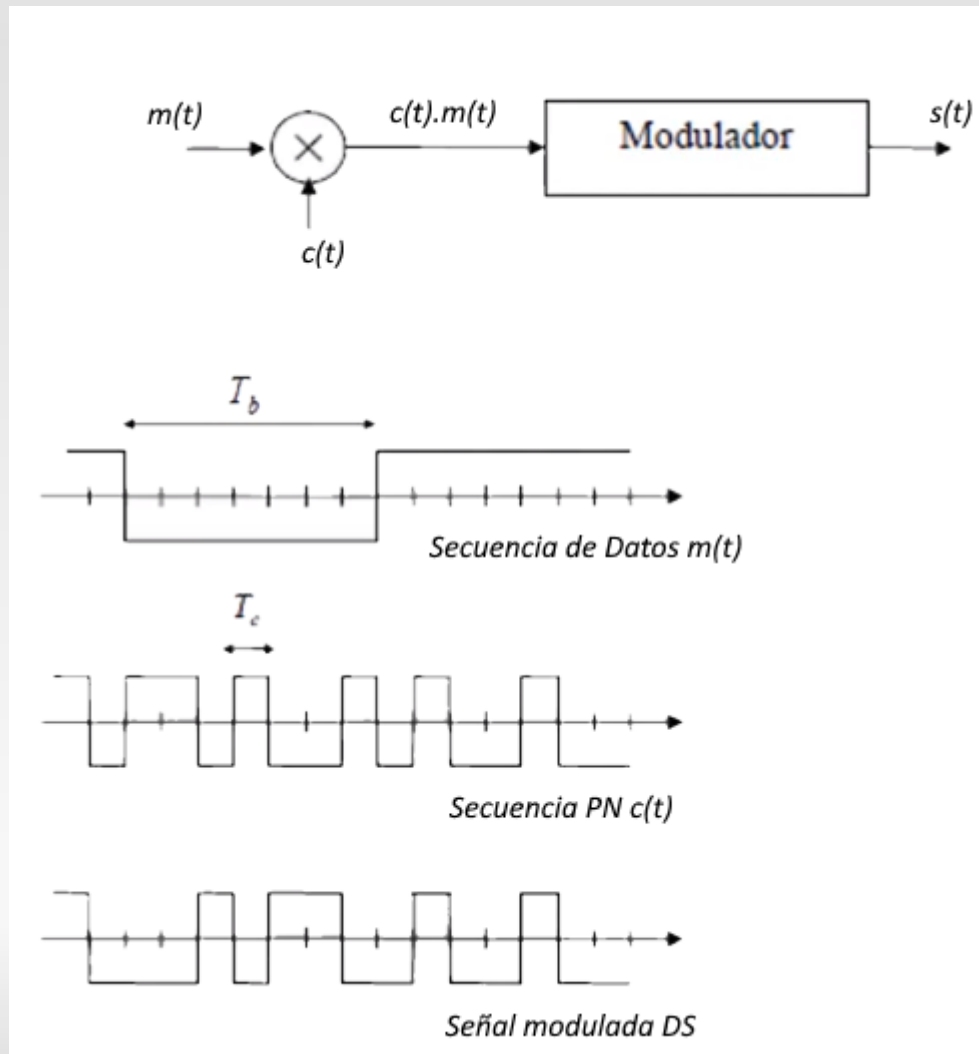 m(t)
c(t).m(t)
Modulador
s(t)
c(t)
T_b
Secuencia de Datos m(t)
T_c
Secuencia PN c(t)
Señal modulada DS